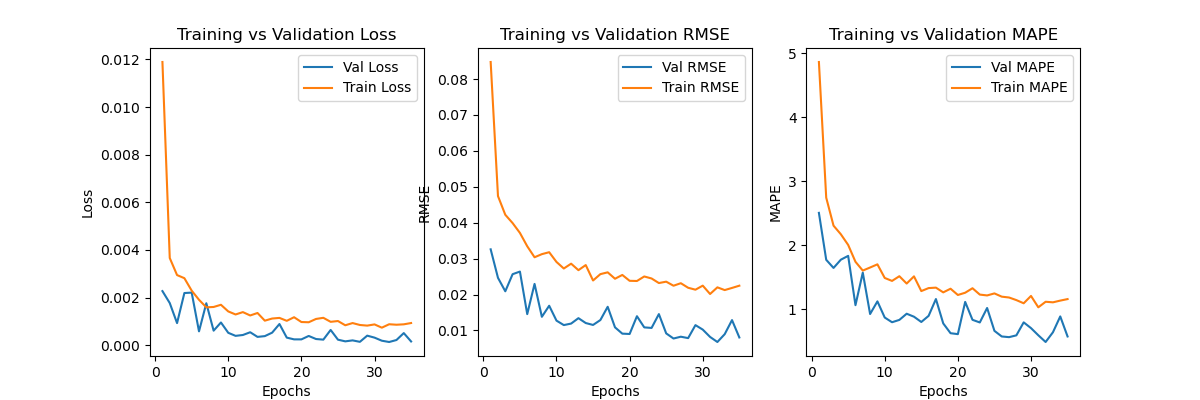 Training vs Validation Loss
Val Loss
Train Loss
0.012
0.010
0.008
0.006
0.004
0.002
0.000
Loss
0
10
20
30
Epochs
Training vs Validation RMSE
Val RMSE
Train RMSE
0.08
0.07
0.06
0.05
0.04
0.03
0.02
0.01
RMSE
0
10
20
30
Epochs
Training vs Validation MAPE
Val MAPE
Train MAPE
5
4
3
2
1
MAPE
0
10
20
30
Epochs